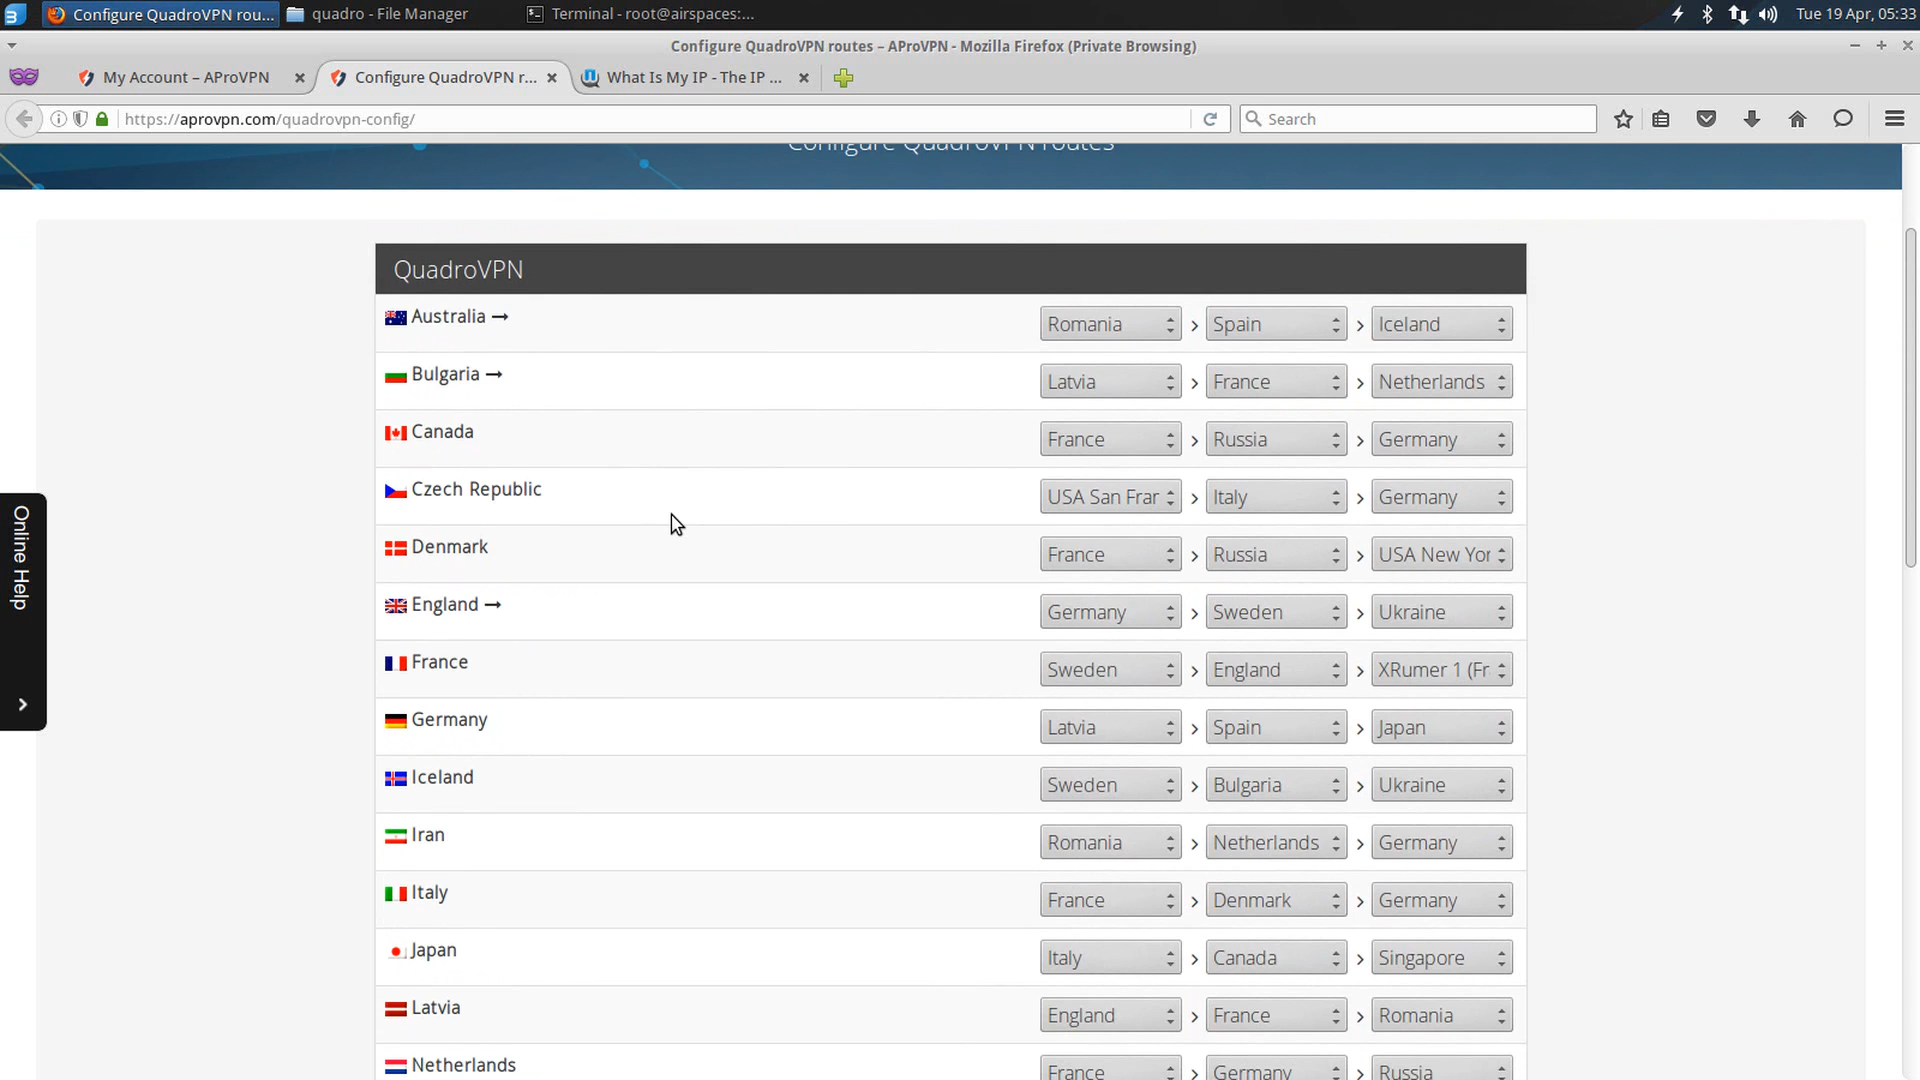 Configure QuadroVPN rou...
quadro - File Manager
Terminal - root@airspaces:...
Tue 19 Apr, 05:33
Configure QuadroVPN routes – AProVPN - Mozilla Firefox (Private Browsing)
My Account – AProVPN
Configure QuadroVPN r...
What Is My IP - The IP ...
https://aprovpn.com/quadrovpn-config/
Search
Configure QuadroVPN routes
QuadroVPN
Australia → Romania > Spain > Iceland
Bulgaria → Latvia > France > Netherlands
Canada France > Russia > Germany
Czech Republic USA San Fran > Italy > Germany
Denmark France > Russia > USA New Yor
England → Germany > Sweden > Ukraine
France Sweden > England > XRumer 1 (Fr
Germany Latvia > Spain > Japan
Iceland Sweden > Bulgaria > Ukraine
Iran Romania > Netherlands > Germany
Italy France > Denmark > Germany
Japan Italy > Canada > Singapore
Latvia England > France > Romania
Netherlands France > Germany > Russia
Online Help